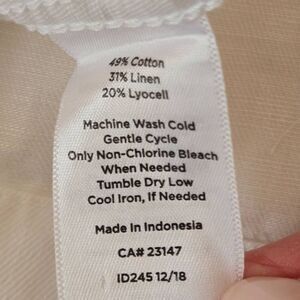 49% Cotton
31% Linen
20% Lyocell
Machine Wash Cold
Gentle Cycle
Only Non-Chlorine Bleach
When Needed
Tumble Dry Low
Cool Iron, If Needed
Made in Indonesia
CA# 23147
ID245 12/18